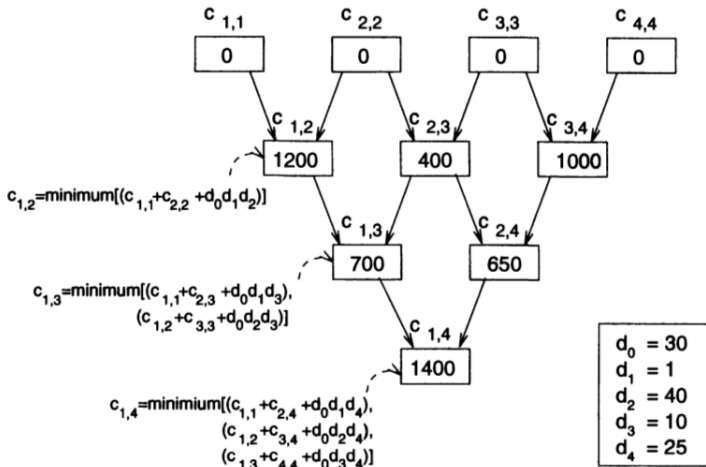 c 1,1 c 2,2 c 3,3 c 4,4
0 0 0 0
c 1,2 c 2,3 c 3,4
1200 400 1000
c1,2=minimum[(c1,1+c2,2 +d0d1d2)]
c 1,3 c 2,4
700 650
c1,3=minimum[(c1,1+c2,3 +d0d1d3),
(c1,2+c3,3+d0d2d3)]
c 1,4
1400
c1,4=minimium[(c1,1+c2,4 +d0d1d4),
(c1,2+c3,4+d0d2d4),
(c1,3+c4,4+d0d3d4)]
d0 = 30
d1 = 1
d2 = 40
d3 = 10
d4 = 25